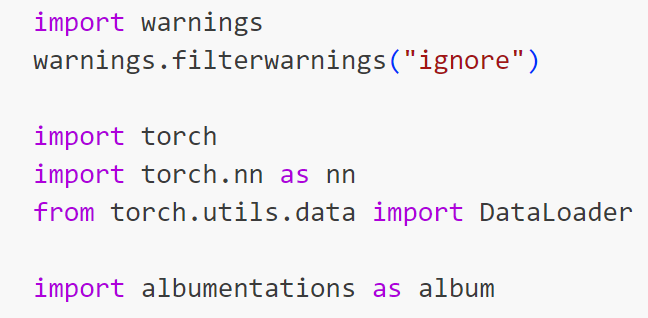 import warnings
warnings.filterwarnings("ignore")
import torch
import torch.nn as nn
from torch.utils.data import DataLoader
import albumentations as album